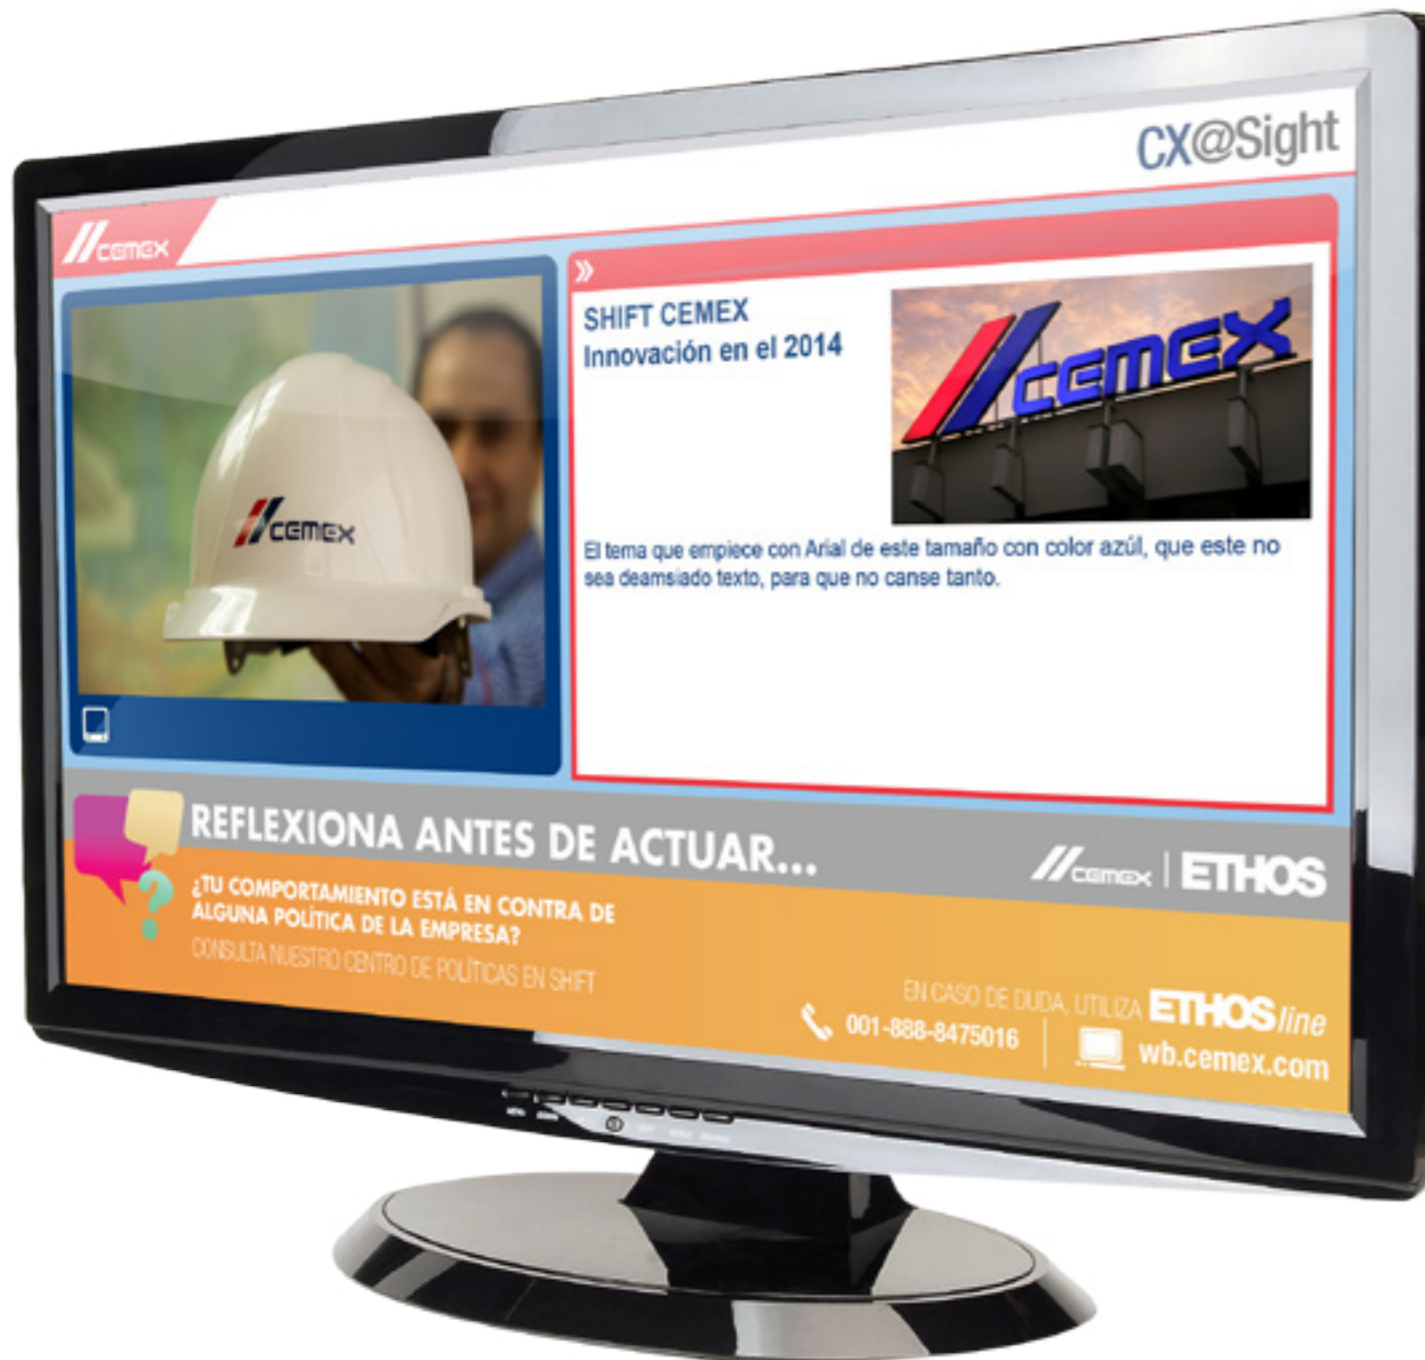 CX@Sight
CEMEX
SHIFT CEMEX
Innovación en el 2014
CEMEX
CEMEX
El tema que empiece con Arial de este tamaño con color azúl, que este no
sea deamsiado texto, para que no canse tanto.
REFLEXIONA ANTES DE ACTUAR...
CEMEX | ETHOS
¿TU COMPORTAMIENTO ESTÁ EN CONTRA DE
ALGUNA POLÍTICA DE LA EMPRESA?
CONSULTA NUESTRO CENTRO DE POLÍTICAS EN SHIFT
EN CASO DE DUDA, UTILIZA ETHOS line
001-888-8475016
wb.cemex.com